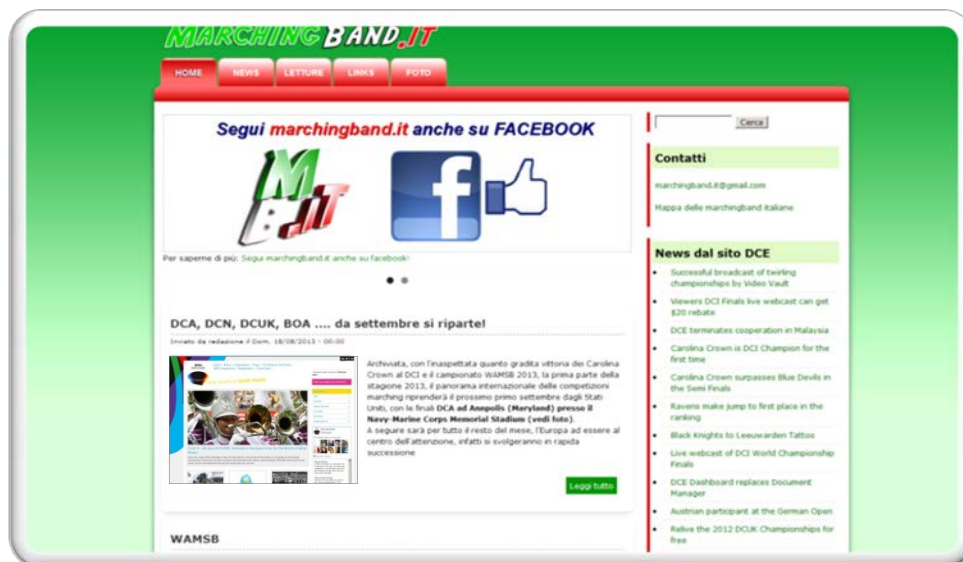 MARCHING BAND.IT
HOME NEWS LETTURE LINKS FOTO
Segui marchingband.it anche su FACEBOOK
M
B.iT
f
Per saperne di più: Segui marchingband.it anche su facebook!
DCA, DCN, DCUK, BOA .... da settembre si riparte!
Inviato da redazione il Dom, 18/08/2013 - 00:00
Archiviata, con l'inaspettata quanto gradita vittoria dei Carolina
Crown al DCI e il campionato WAMSB 2013, la prima parte della
stagione 2013, il panorama internazionale delle competizioni
marching riprenderà il prossimo primo settembre dagli Stati
Uniti, con le finali DCA ad Annpolis (Maryland) presso il
Navy-Marine Corps Memorial Stadium (vedi foto).
A seguire sarà per tutto il resto del mese, l'Europa ad essere al
centro dell'attenzione, infatti si svolgeranno in rapida
successione
Leggi tutto
WAMSB
Cerca
Contatti
marchingband.it@gmail.com
Mappa delle marchingband italiane
News dal sito DCE
Successful broadcast of twirling
championships by Video Vault
Viewers DCI Finals live webcast can get
$20 rebate
DCE terminates cooperation in Malaysia
Carolina Crown is DCI Champion for the
first time
Carolina Crown surpasses Blue Devils in
the Semi Finals
Ravens make jump to first place in the
ranking
Black Knights to Leeuwarden Tattoo
Live webcast of DCI World Championship
Finals
DCE Dashboard replaces Document
Manager
Austrian participant at the German Open
Relive the 2012 DCUK Championships for
free